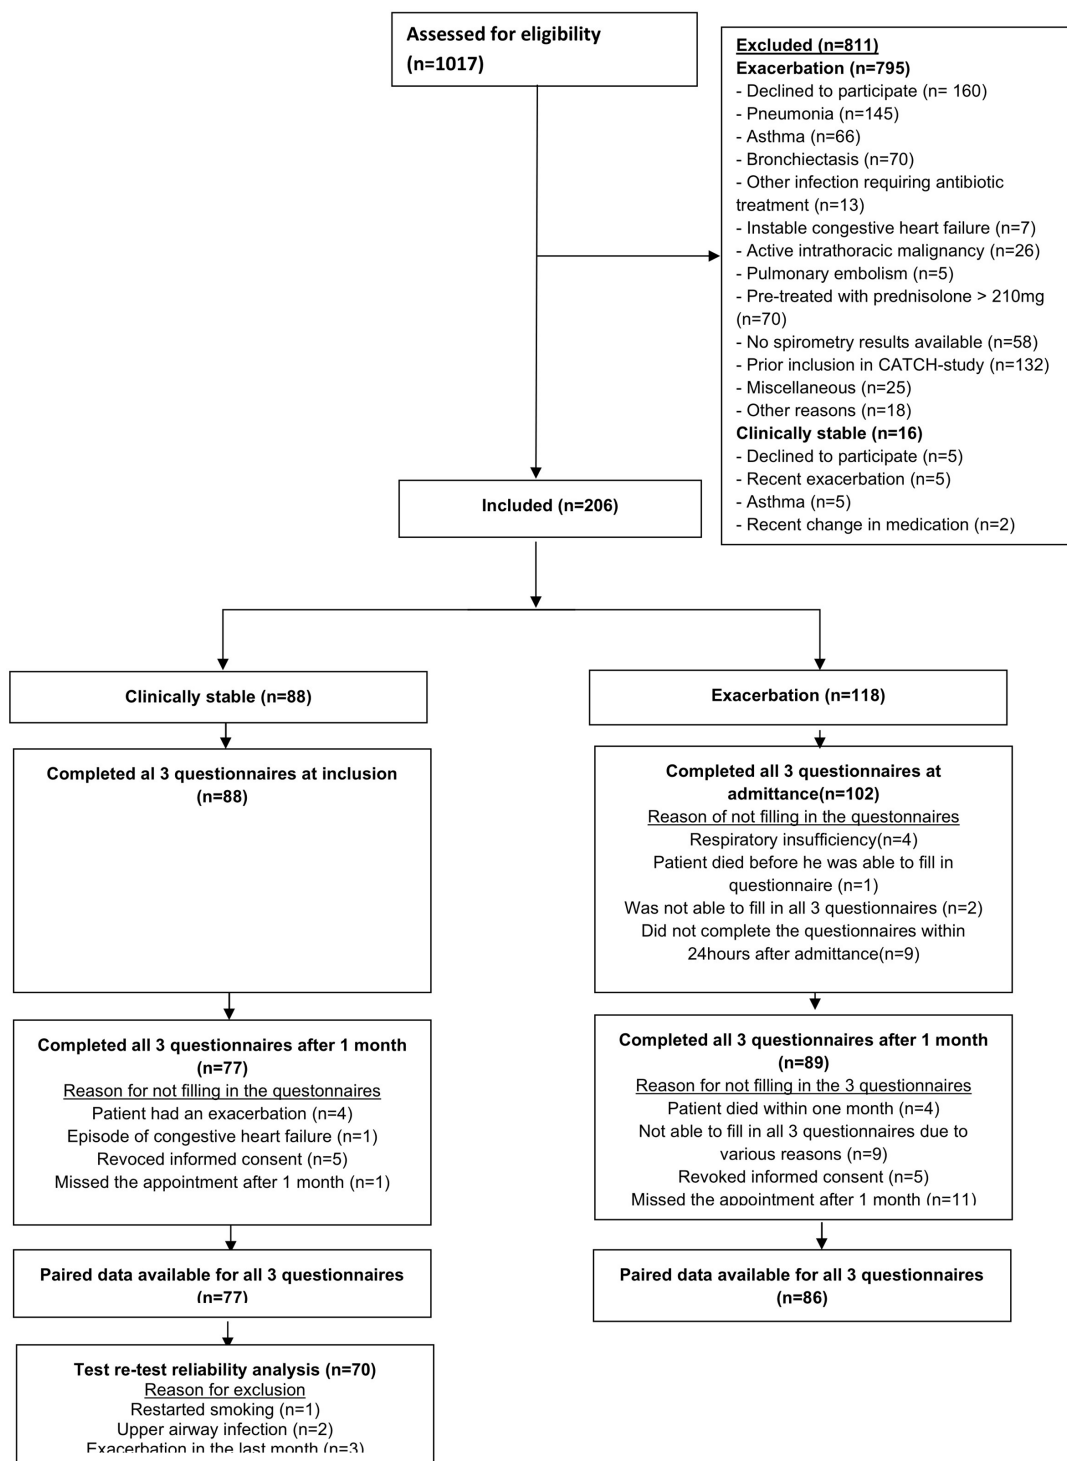 Assessed for eligibility
(n=1017)
Excluded (n=811)
Exacerbation (n=795)
- Declined to participate (n= 160)
- Pneumonia (n=145)
- Asthma (n=66)
- Bronchiectasis (n=70)
- Other infection requiring antibiotic
treatment (n=13)
- Instable congestive heart failure (n=7)
- Active intrathoracic malignancy (n=26)
- Pulmonary embolism (n=5)
- Pre-treated with prednisolone > 210mg
(n=70)
- No spirometry results available (n=58)
- Prior inclusion in CATCH-study (n=132)
- Miscellaneous (n=25)
- Other reasons (n=18)
Clinically stable (n=16)
- Declined to participate (n=5)
- Recent exacerbation (n=5)
- Asthma (n=5)
- Recent change in medication (n=2)
Included (n=206)
Clinically stable (n=88)
Completed al 3 questionnaires at inclusion
(n=88)
Completed all 3 questionnaires after 1 month
(n=77)
Reason for not filling in the questonnaires
Patient had an exacerbation (n=4)
Episode of congestive heart failure (n=1)
Revoced informed consent (n=5)
Missed the appointment after 1 month (n=1)
Paired data available for all 3 questionnaires
(n=77)
Test re-test reliability analysis (n=70)
Reason for exclusion
Restarted smoking (n=1)
Upper airway infection (n=2)
Exacerbation in the last month (n=3)
Exacerbation (n=118)
Completed all 3 questionnaires at
admittance(n=102)
Reason of not filling in the questonnaires
Respiratory insufficiency(n=4)
Patient died before he was able to fill in
questionnaire (n=1)
Was not able to fill in all 3 questionnaires (n=2)
Did not complete the questionnaires within
24hours after admittance(n=9)
Completed all 3 questionnaires after 1 month
(n=89)
Reason for not filling in the 3 questionnaires
Patient died within one month (n=4)
Not able to fill in all 3 questionnaires due to
various reasons (n=9)
Revoked informed consent (n=5)
Missed the appointment after 1 month (n=11)
Paired data available for all 3 questionnaires
(n=86)